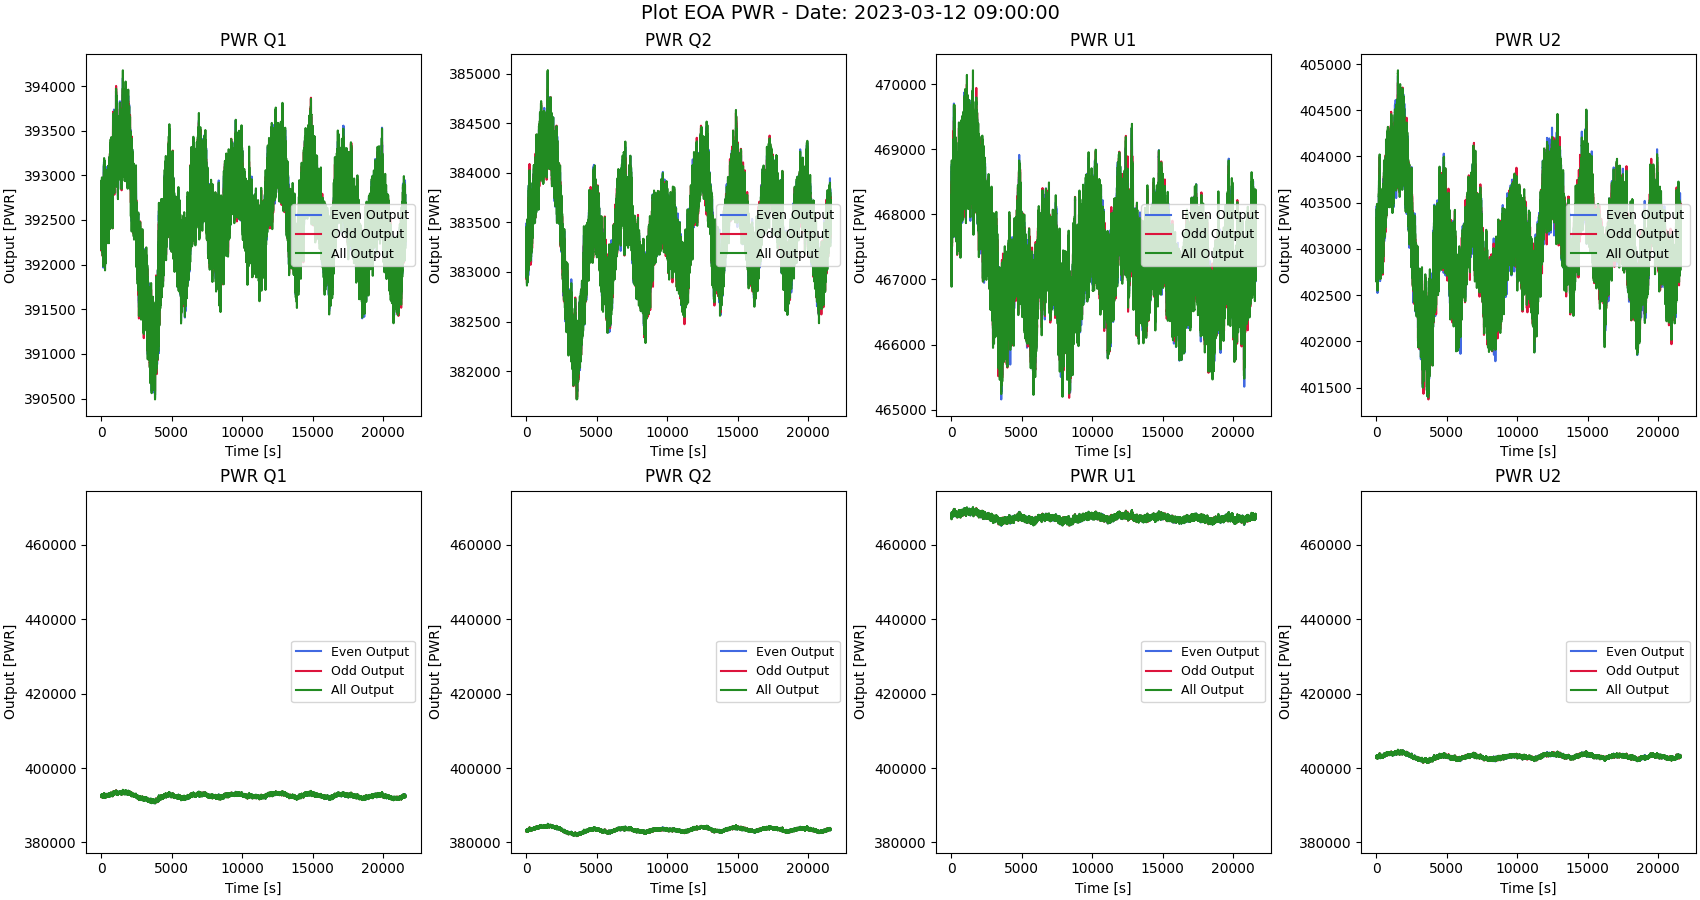 Plot EOA PWR - Date: 2023-03-12 09:00:00
PWR Q1
Output [PWR]
394000
393500
393000
392500
392000
391500
391000
390500
Even Output
Odd Output
All Output
0 5000 10000 15000 20000
Time [s]
PWR Q2
Output [PWR]
385000
384500
384000
383500
383000
382500
382000
Even Output
Odd Output
All Output
0 5000 10000 15000 20000
Time [s]
PWR U1
Output [PWR]
470000
469000
468000
467000
466000
465000
Even Output
Odd Output
All Output
0 5000 10000 15000 20000
Time [s]
PWR U2
Output [PWR]
405000
404500
404000
403500
403000
402500
402000
401500
Even Output
Odd Output
All Output
0 5000 10000 15000 20000
Time [s]
PWR Q1
Output [PWR]
460000
440000
420000
400000
380000
Even Output
Odd Output
All Output
0 5000 10000 15000 20000
Time [s]
PWR Q2
Output [PWR]
460000
440000
420000
400000
380000
Even Output
Odd Output
All Output
0 5000 10000 15000 20000
Time [s]
PWR U1
Output [PWR]
460000
440000
420000
400000
380000
Even Output
Odd Output
All Output
0 5000 10000 15000 20000
Time [s]
PWR U2
Output [PWR]
460000
440000
420000
400000
380000
Even Output
Odd Output
All Output
0 5000 10000 15000 20000
Time [s]